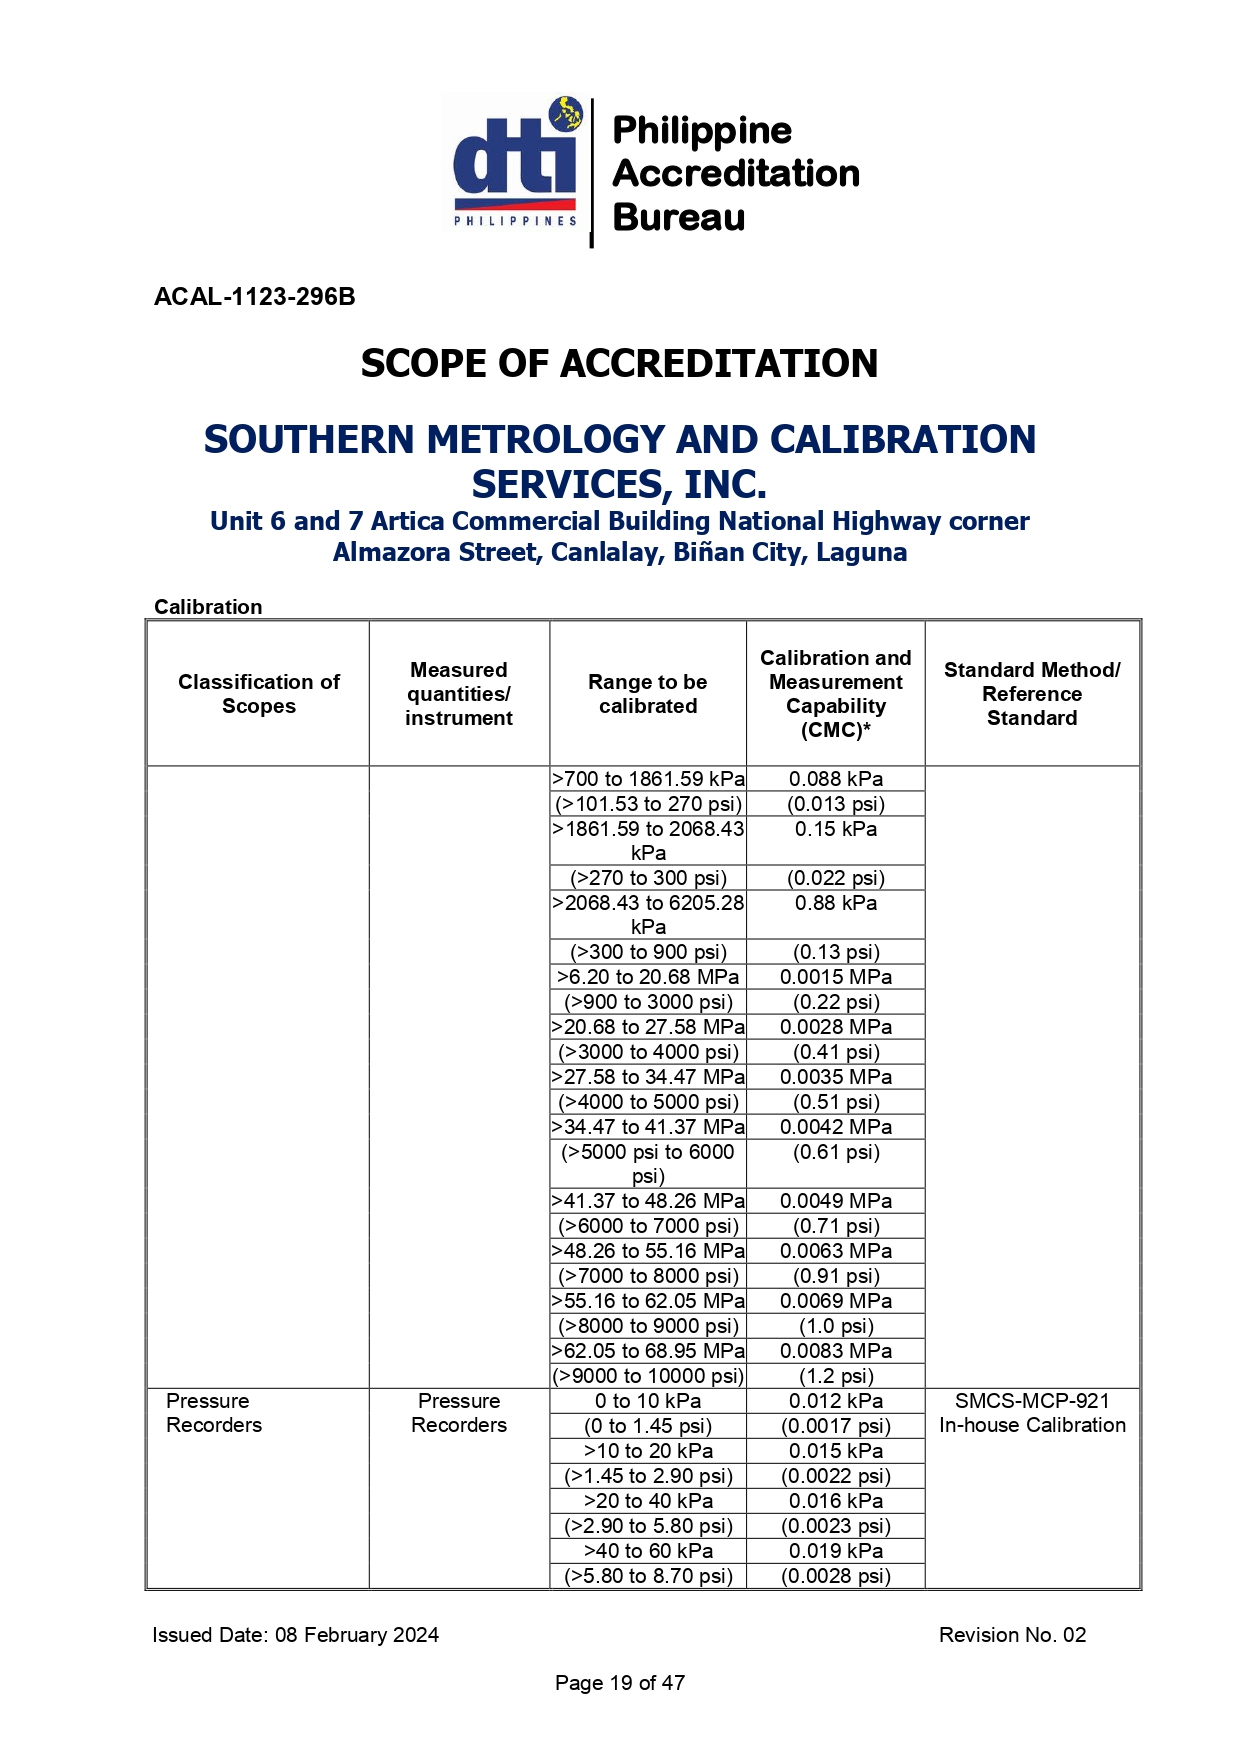 dti
PHILIPPINES
Philippine
Accreditation
Bureau
ACAL-1123-296B
SCOPE OF ACCREDITATION
SOUTHERN METROLOGY AND CALIBRATION
SERVICES, INC.
Unit 6 and 7 Artica Commercial Building National Highway corner
Almazora Street, Canlalay, Biñan City, Laguna
Calibration
Classification of
Scopes
Measured
quantities/
instrument
Range to be
calibrated
Calibration and
Measurement
Capability
(CMC)*
Standard Method/
Reference
Standard
>700 to 1861.59 kPa 0.088 kPa
(>101.53 to 270 psi) (0.013 psi)
>1861.59 to 2068.43 0.15 kPa
kPa
(>270 to 300 psi) (0.022 psi)
>2068.43 to 6205.28 0.88 kPa
kPa
(>300 to 900 psi) (0.13 psi)
>6.20 to 20.68 MPa 0.0015 MPa
(>900 to 3000 psi) (0.22 psi)
>20.68 to 27.58 MPa 0.0028 MPa
(>3000 to 4000 psi) (0.41 psi)
>27.58 to 34.47 MPa 0.0035 MPa
(>4000 to 5000 psi) (0.51 psi)
>34.47 to 41.37 MPa 0.0042 MPa
(>5000 psi to 6000 (0.61 psi)
psi)
>41.37 to 48.26 MPa 0.0049 MPa
(>6000 to 7000 psi) (0.71 psi)
>48.26 to 55.16 MPa 0.0063 MPa
(>7000 to 8000 psi) (0.91 psi)
>55.16 to 62.05 MPa 0.0069 MPa
(>8000 to 9000 psi) (1.0 psi)
>62.05 to 68.95 MPa 0.0083 MPa
(>9000 to 10000 psi) (1.2 psi)
Pressure Pressure 0 to 10 kPa 0.012 kPa SMCS-MCP-921
Recorders Recorders (0 to 1.45 psi) (0.0017 psi) In-house Calibration
>10 to 20 kPa 0.015 kPa
(>1.45 to 2.90 psi) (0.0022 psi)
>20 to 40 kPa 0.016 kPa
(>2.90 to 5.80 psi) (0.0023 psi)
>40 to 60 kPa 0.019 kPa
(>5.80 to 8.70 psi) (0.0028 psi)
Issued Date: 08 February 2024 Revision No. 02
Page 19 of 47